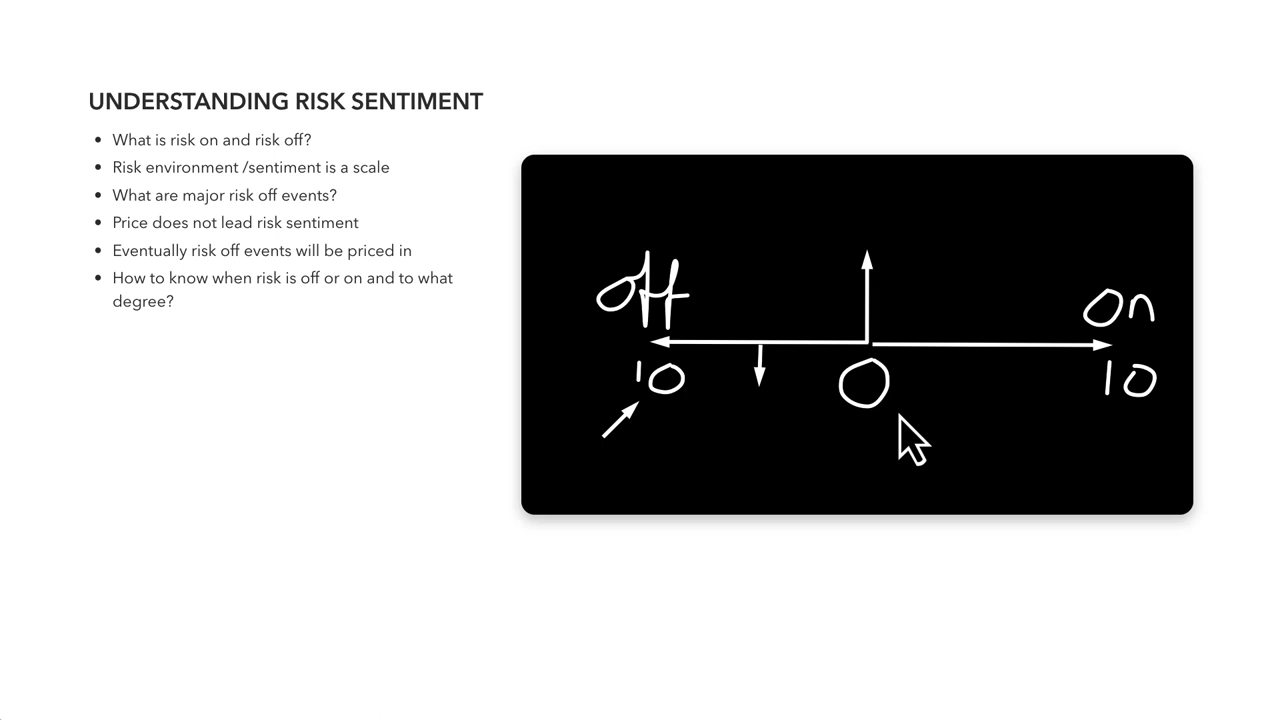 UNDERSTANDING RISK SENTIMENT
• What is risk on and risk off?
• Risk environment /sentiment is a scale
• What are major risk off events?
• Price does not lead risk sentiment
• Eventually risk off events will be priced in
• How to know when risk is off or on and to what
degree?
off
On
10
0
10